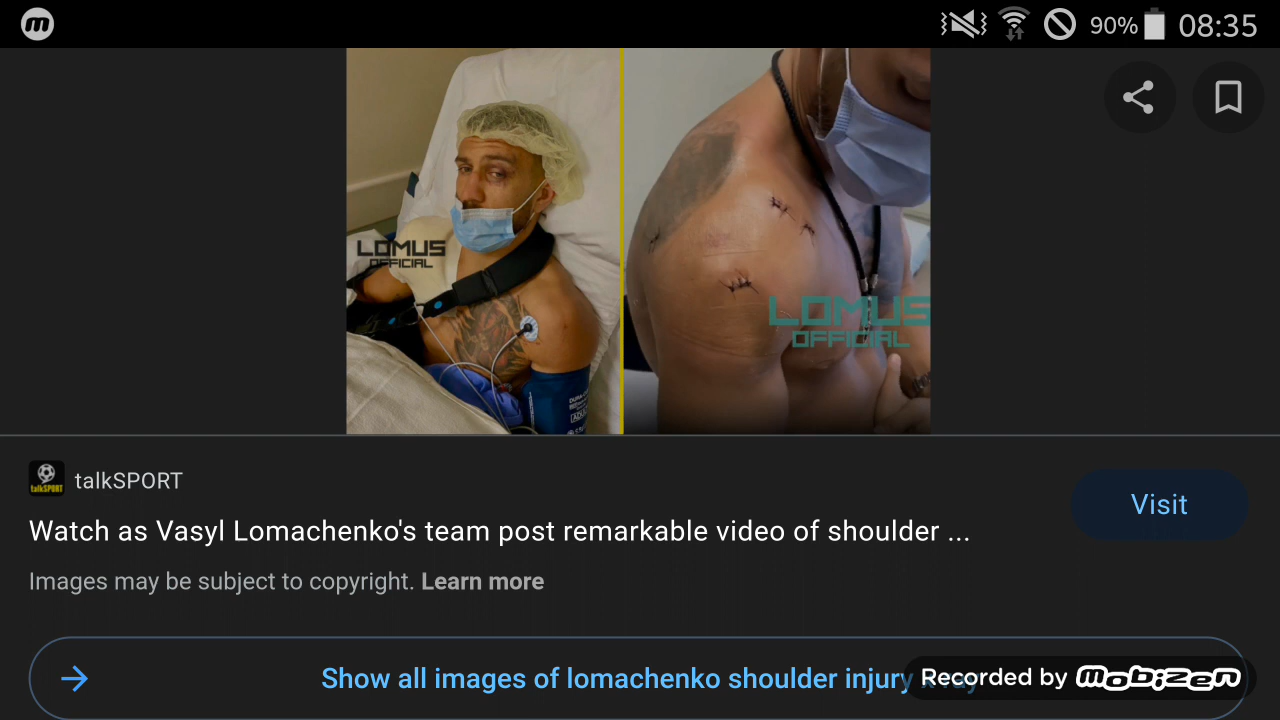 90% 08:35
LOMUS
OFFICIAL
LOMUS
OFFICIAL
talkSPORT
Visit
Watch as Vasyl Lomachenko's team post remarkable video of shoulder ...
Images may be subject to copyright. Learn more
Show all images of lomachenko shoulder injury x ray
Recorded by mobizen